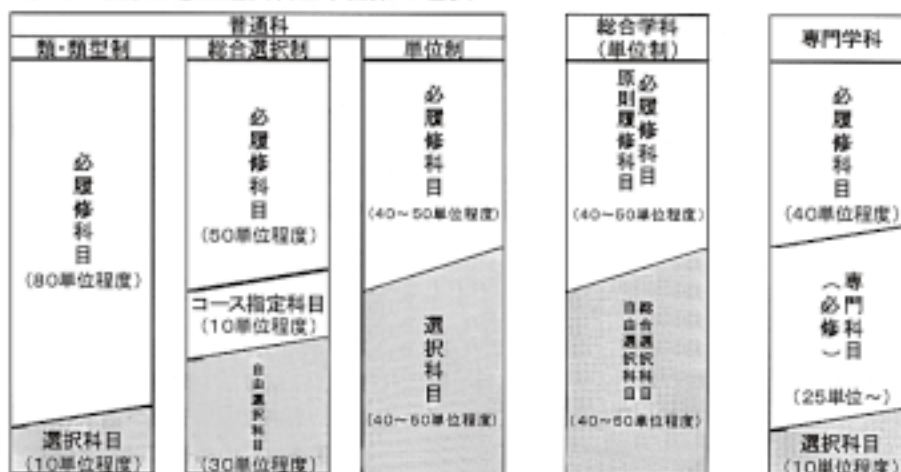 普通科
類・類型制
必履修科目
(80単位程度)
選択科目
(10単位程度)
総合選択制
必履修科目
(50単位程度)
コース指定科目
(10単位程度)
自由選択科目
(30単位程度)
単位制
必履修科目
(40～50単位程度)
選択科目
(40～50単位程度)
総合学科
(単位制)
必履修科目
原則履修科目
(40～50単位程度)
総合選択科目
自由選択科目
(40～50単位程度)
専門学科
必履修科目
(40単位程度)
専門科目
(必修)
(25単位～)
選択科目
(10単位程度)